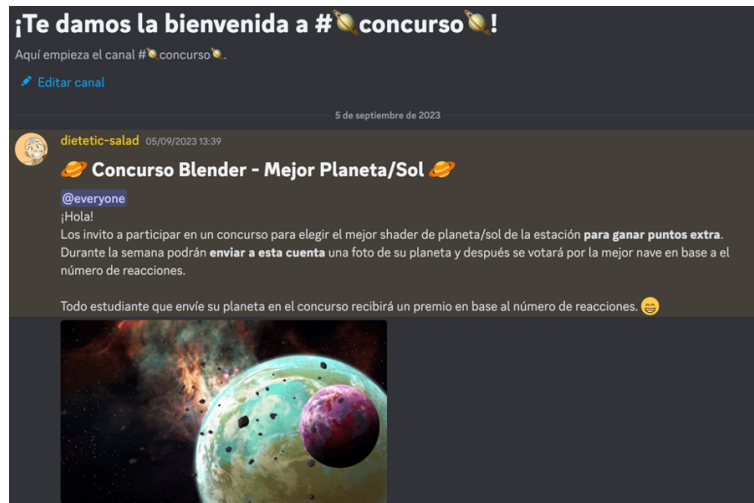 ¡Te damos la bienvenida a #🪐concurso🪐!
Aquí empieza el canal #🪐concurso🪐.
Editar canal
5 de septiembre de 2023
dietetic-salad 05/09/2023 13:39
🪐 Concurso Blender - Mejor Planeta/Sol 🪐
@everyone
¡Hola!
Los invito a participar en un concurso para elegir el mejor shader de planeta/sol de la estación para ganar puntos extra.
Durante la semana podrán enviar a esta cuenta una foto de su planeta y después se votará por la mejor nave en base a el
número de reacciones.
Todo estudiante que envíe su planeta en el concurso recibirá un premio en base al número de reacciones. 😄